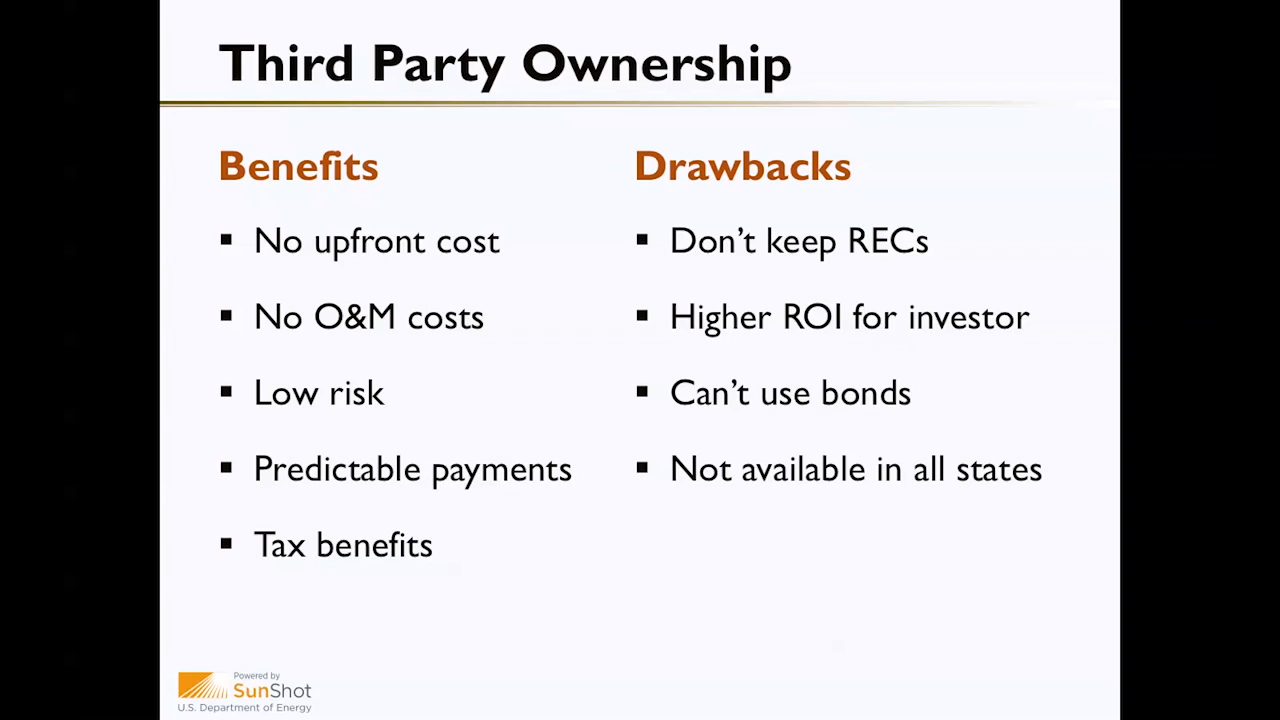 Third Party Ownership
Benefits
No upfront cost
No O&M costs
Low risk
Predictable payments
Tax benefits
Drawbacks
Don't keep RECs
Higher ROI for investor
Can't use bonds
Not available in all states
Powered by
SunShot
U.S. Department of Energy